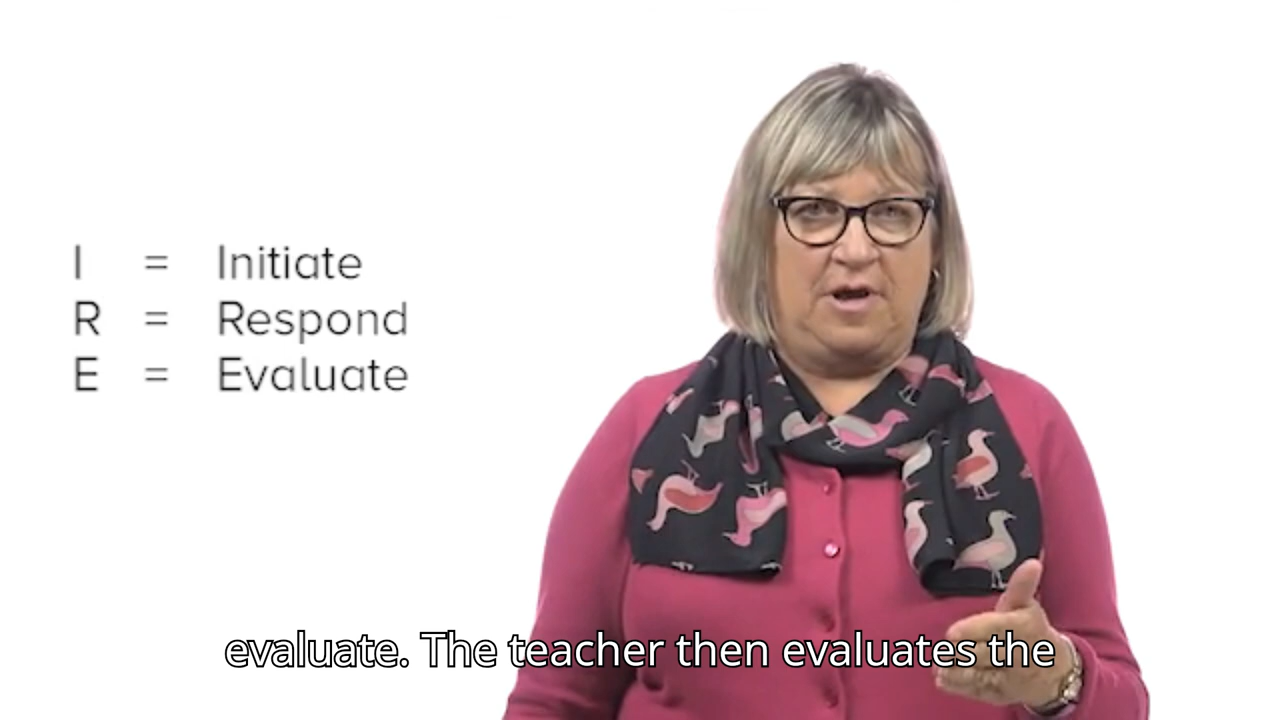 I = Initiate
R = Respond
E = Evaluate
evaluate. The teacher then evaluates the